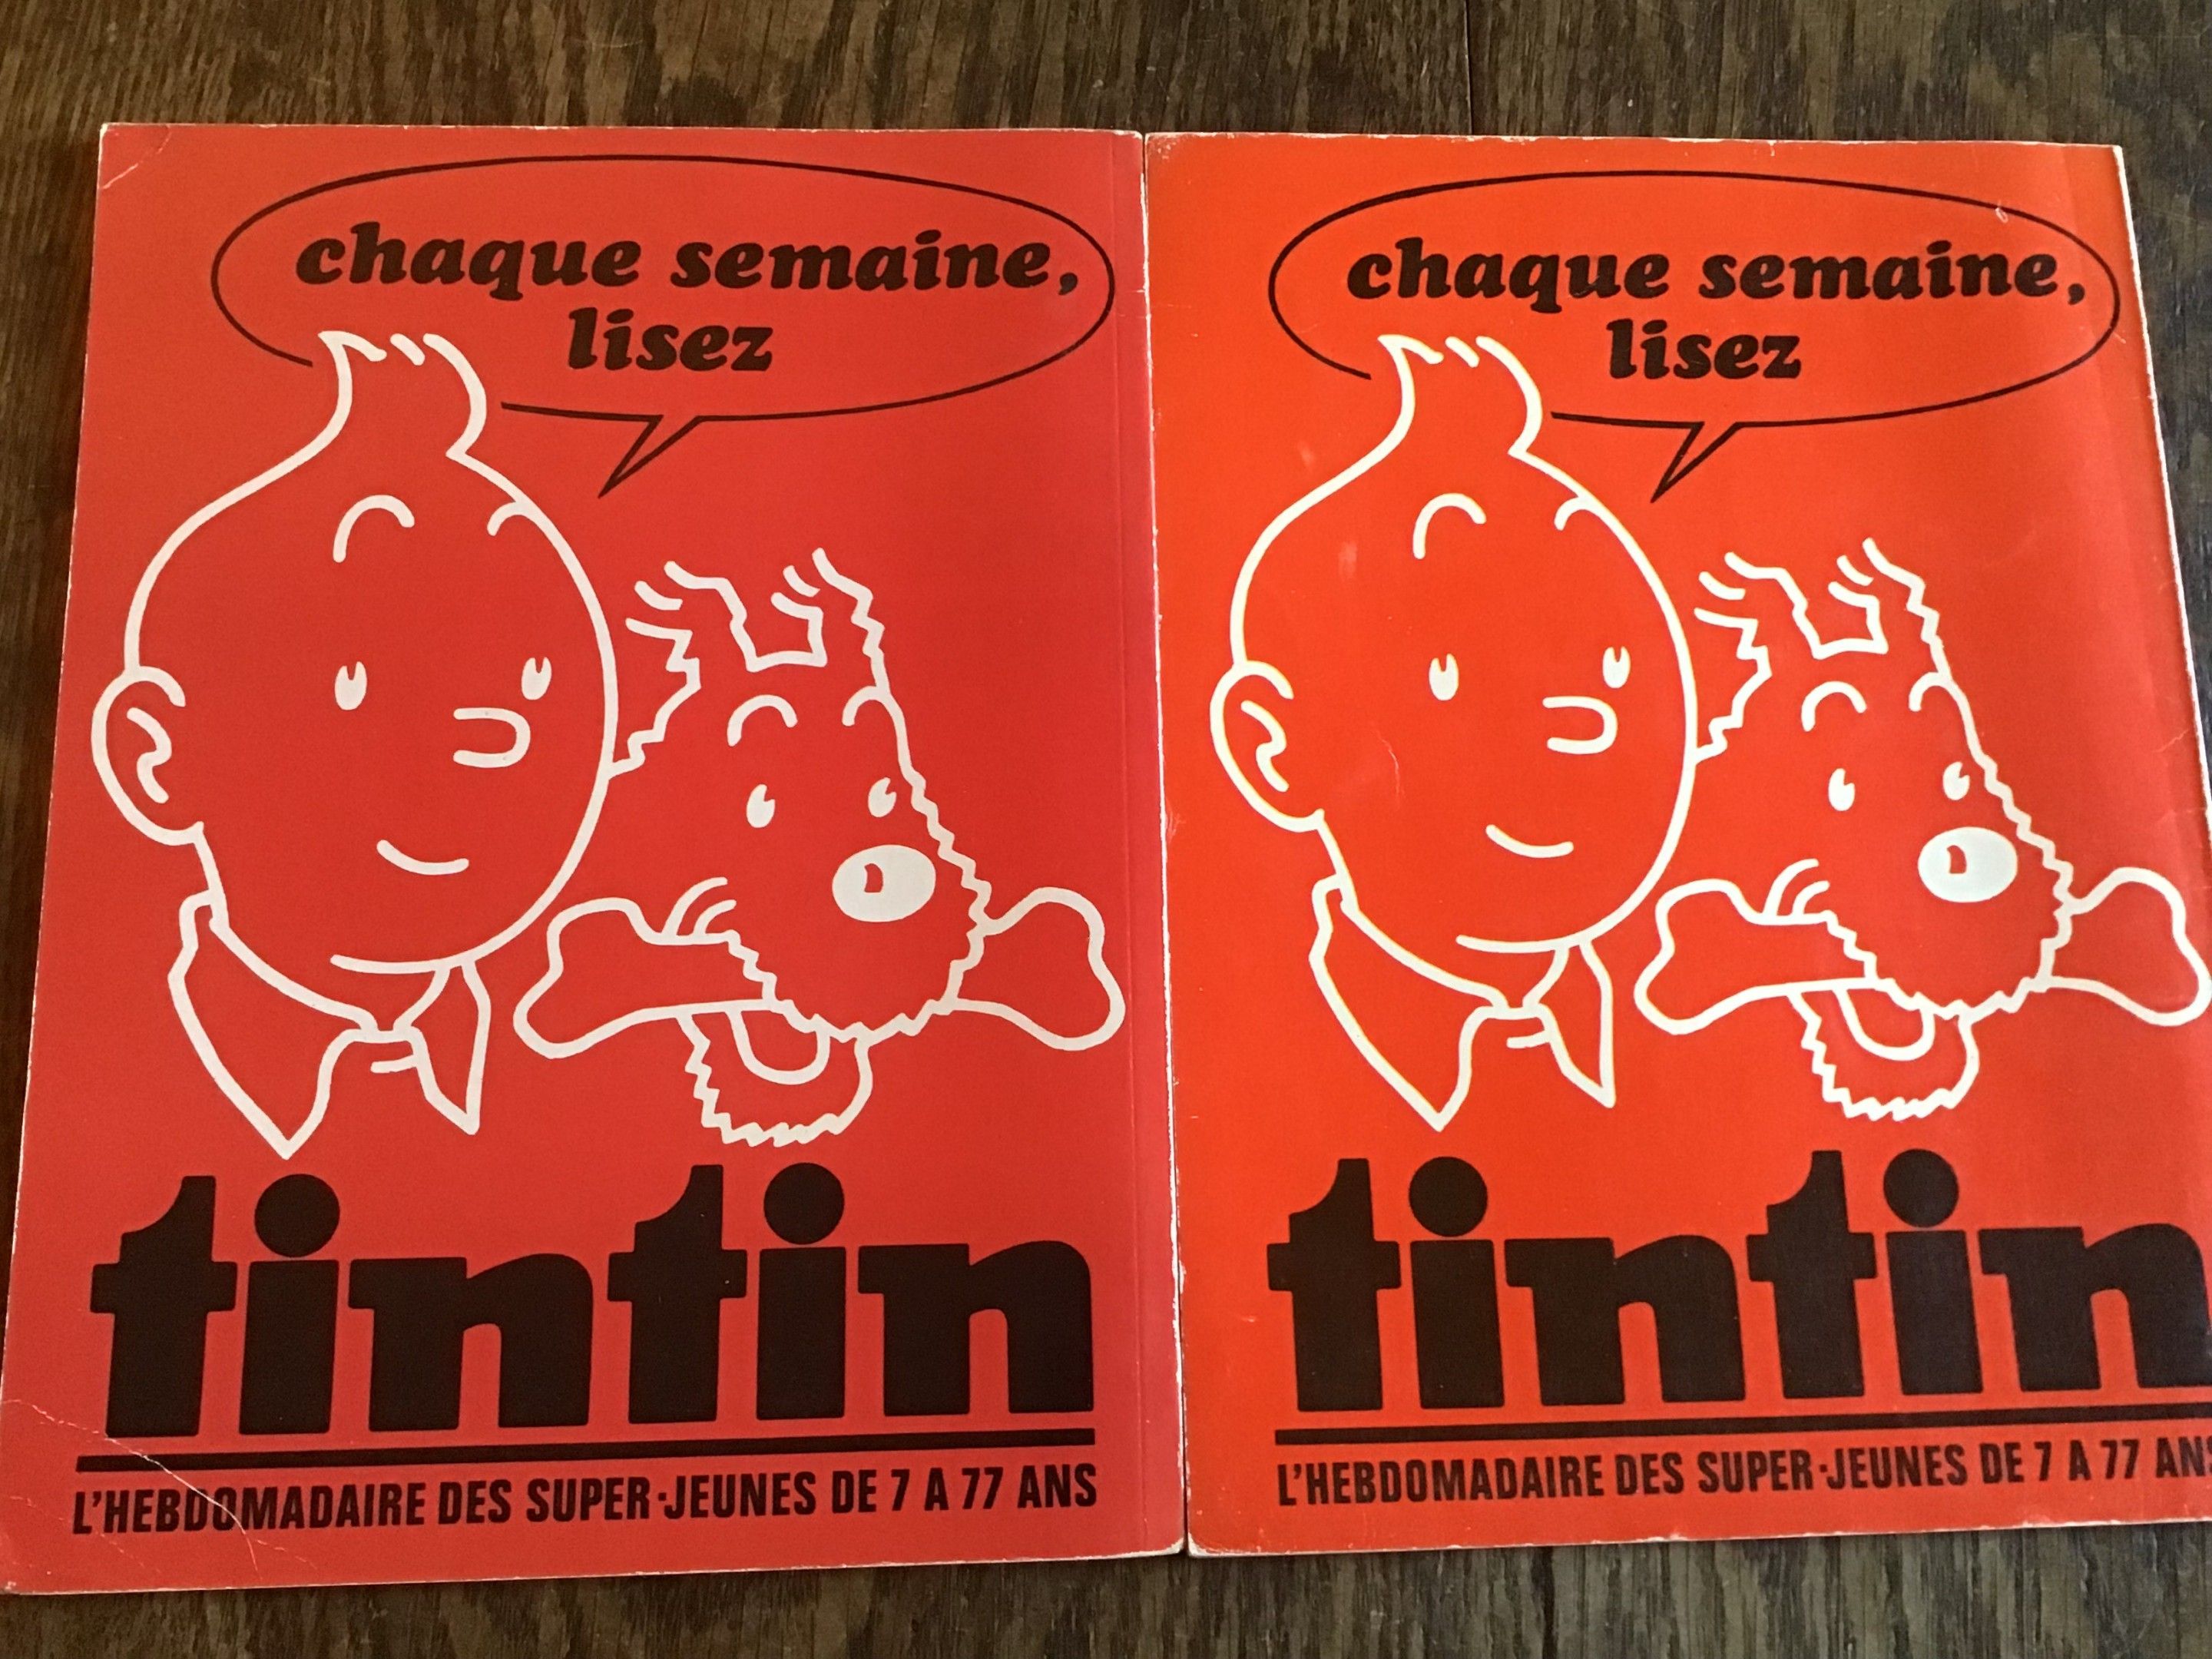 chaque semaine,
lisez
tintin
L'HEBDOMADAIRE DES SUPER-JEUNES DE 7 A 77 ANS
chaque semaine,
lisez
tintin
L'HEBDOMADAIRE DES SUPER-JEUNES DE 7 A 77 ANS